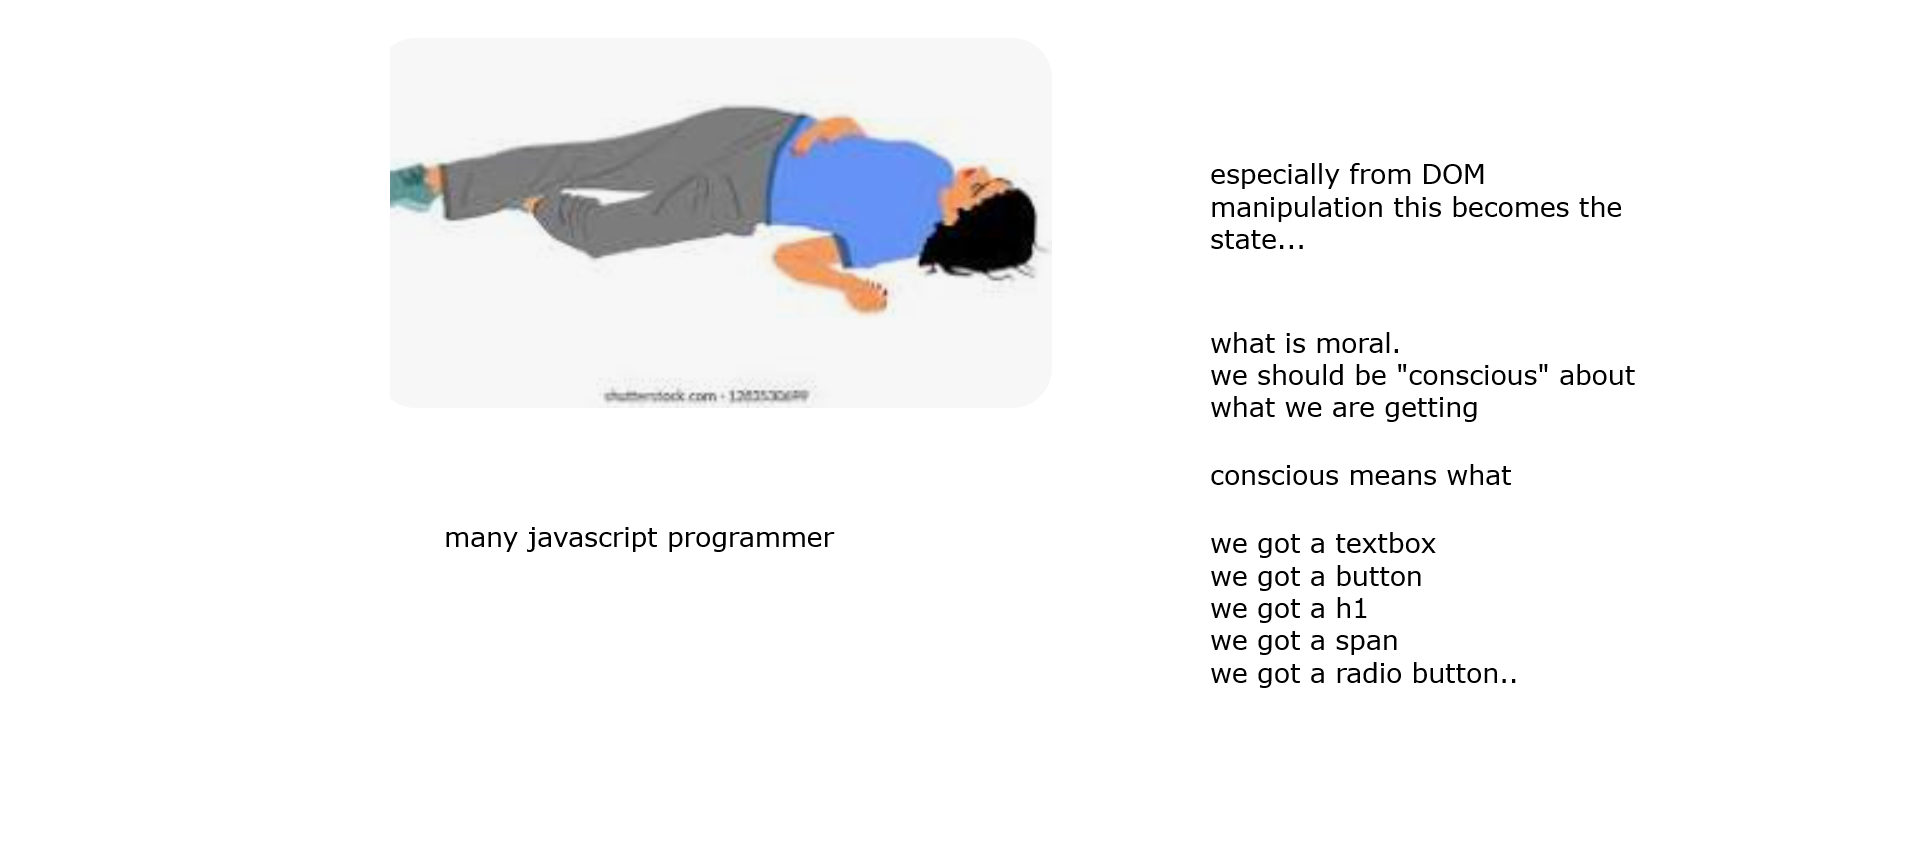 especially from DOM
manipulation this becomes the
state...
what is moral.
we should be "conscious" about
what we are getting
conscious means what
we got a textbox
we got a button
we got a h1
we got a span
we got a radio button..
shutterstock.com ·
many javascript programmer